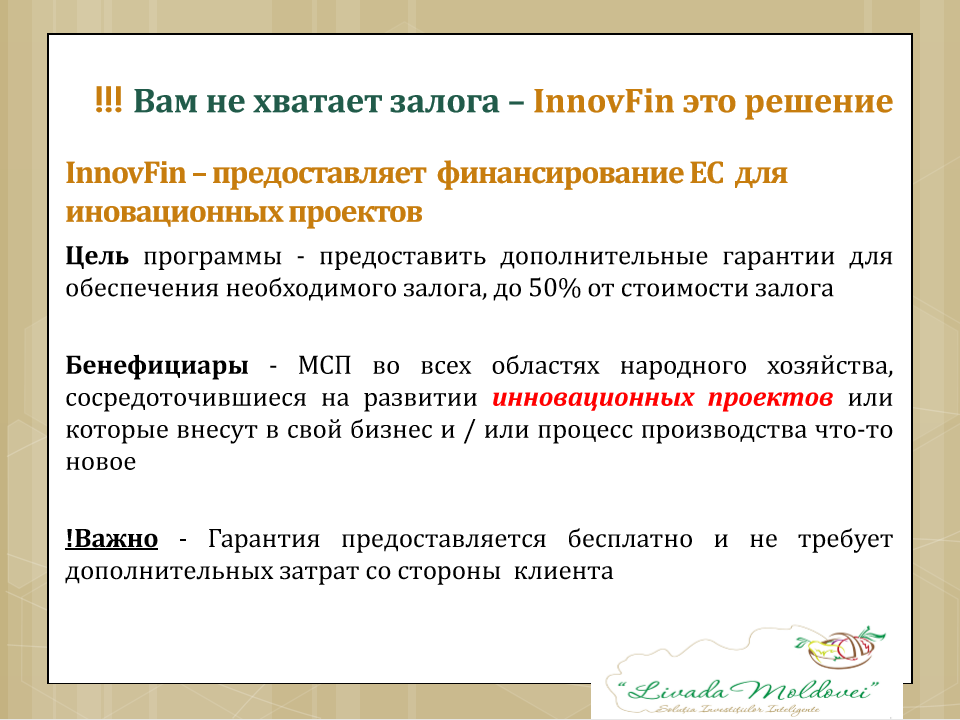 !!! Вам не хватает залога – InnovFin это решение
InnovFin – предоставляет финансирование ЕС для
иновационных проектов
Цель программы - предоставить дополнительные гарантии для
обеспечения необходимого залога, до 50% от стоимости залога
Бенефициары - МСП во всех областях народного хозяйства,
сосредоточившиеся на развитии инновационных проектов или
которые внесут в свой бизнес и / или процесс производства что-то
новое
!Важно - Гарантия предоставляется бесплатно и не требует
дополнительных затрат со стороны клиента
“Livada Moldovei”
Soluția Investițiilor Inteligente